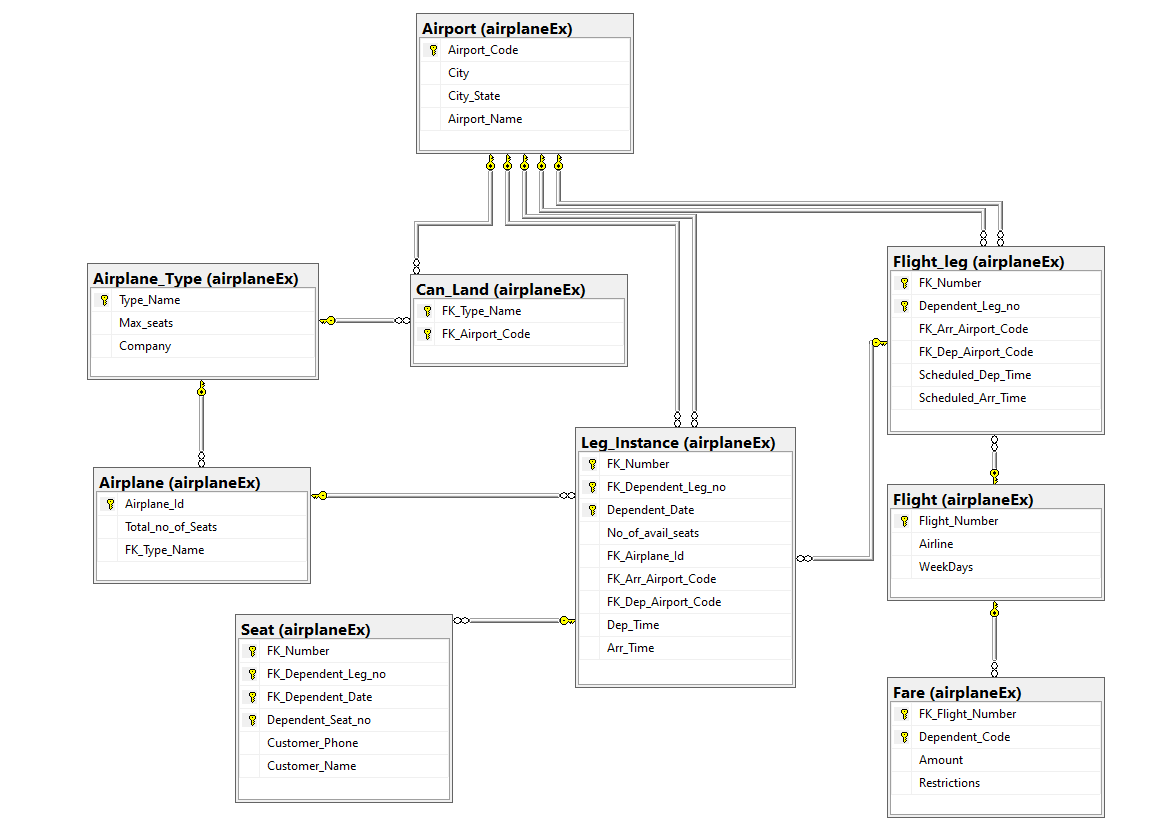 Airport (airplaneEx)
Airport_Code
City
City_State
Airport_Name
Airplane_Type (airplaneEx)
Type_Name
Max_seats
Company
Can_Land (airplaneEx)
FK_Type_Name
FK_Airport_Code
Flight_leg (airplaneEx)
FK_Number
Dependent_Leg_no
FK_Arr_Airport_Code
FK_Dep_Airport_Code
Scheduled_Dep_Time
Scheduled_Arr_Time
Airplane (airplaneEx)
Airplane_Id
Total_no_of_Seats
FK_Type_Name
Leg_Instance (airplaneEx)
FK_Number
FK_Dependent_Leg_no
Dependent_Date
No_of_avail_seats
FK_Airplane_Id
FK_Arr_Airport_Code
FK_Dep_Airport_Code
Dep_Time
Arr_Time
Flight (airplaneEx)
Flight_Number
Airline
WeekDays
Seat (airplaneEx)
FK_Number
FK_Dependent_Leg_no
FK_Dependent_Date
Dependent_Seat_no
Customer_Phone
Customer_Name
Fare (airplaneEx)
FK_Flight_Number
Dependent_Code
Amount
Restrictions